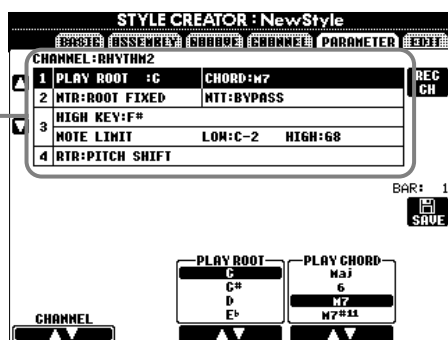 STYLE CREATOR : NewStyle
BASIC ASSEMBLY GROOVE CHANNEL PARAMETER EDIT
CHANNEL:RHYTHM2
1 PLAY ROOT :C CHORD:M7
2 NTR:ROOT FIXED NTT:BYPASS
3 HIGH KEY:F#
NOTE LIMIT LOW:C-2 HIGH:G8
4 RTR:PITCH SHIFT
REC
CH
BAR: 1
SAVE
PLAY ROOT PLAY CHORD
C Maj
C# 6
D M7
E♭ M7#11
CHANNEL